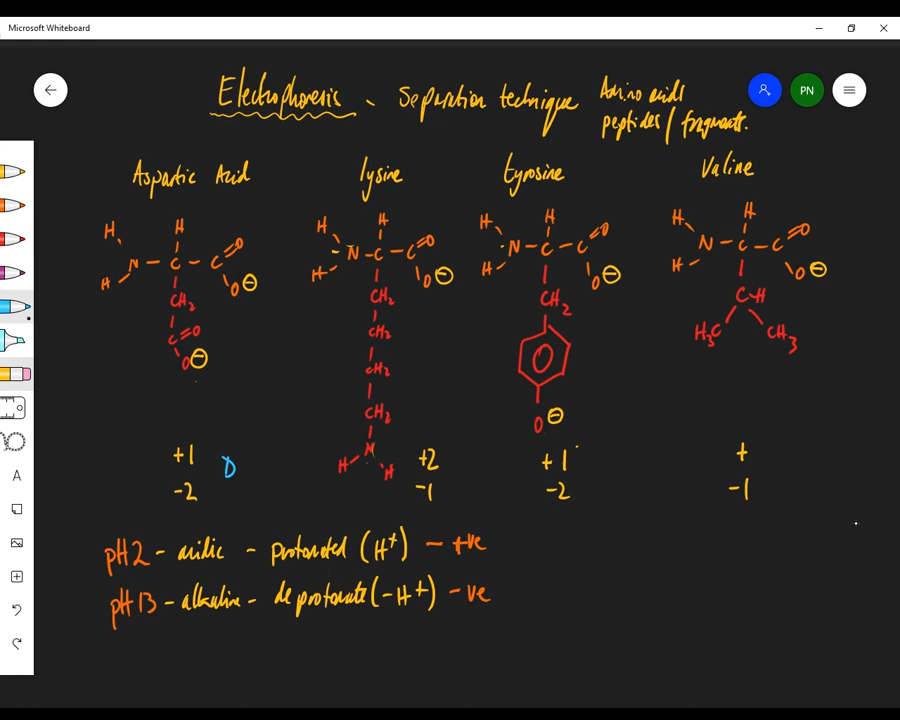 Microsoft Whiteboard
Electrophoresis - Separation technique Amino acids
peptides / fragments.
PN
Aspartic Acid lysine tyrosine Valine
H H H H H H H H
N - C - C = O N - C - C = O N - C - C = O N - C - C = O
H O ⊖ H O ⊖ H O ⊖ H O ⊖
CH2 CH2 CH2 C - H
C = O CH2 H3C CH3
O ⊖ CH2
CH2 O ⊖
N
H H
+1 D +2 +1 +
-2 -1 -2 -1
pH2 - acidic - protonated (H+) - +ve
pH13 - alkaline - deprotonate (-H+) - -ve
A